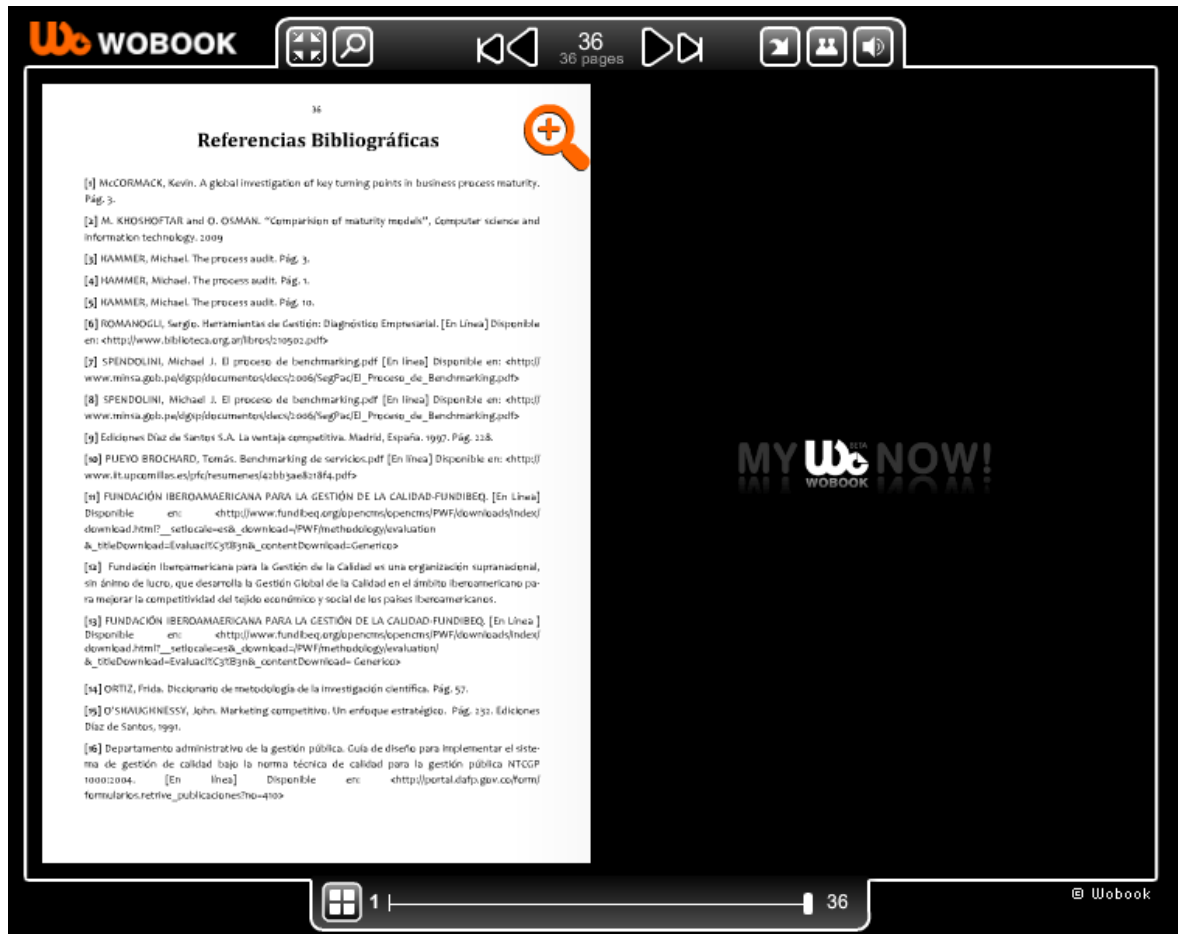 WOBOOK
36
36 pages
36
Referencias Bibliográficas
[1] McCORMACK, Kevin. A global investigation of key turning points in business process maturity.
Pág. 3.
[2] M. KHOSHOFTAR and O. OSMAN. "Comparision of maturity models", Computer science and
information technology. 2009
[3] HAMMER, Michael. The process audit. Pág. 3.
[4] HAMMER, Michael. The process audit. Pág. 1.
[5] HAMMER, Michael. The process audit. Pág. 10.
[6] ROMANOGLI, Sergio. Herramientas de Gestión: Diagnóstico Empresarial. [En Línea] Disponible
en: <http://www.biblioteca.org.ar/libros/210502.pdf>
[7] SPENDOLINI, Michael J. El proceso de benchmarking.pdf [En línea] Disponible en: <http://
www.minsa.gob.pe/dgsp/documentos/decs/2006/SegPac/El_Proceso_de_Benchmarking.pdf>
[8] SPENDOLINI, Michael J. El proceso de benchmarking.pdf [En línea] Disponible en: <http://
www.minsa.gob.pe/dgsp/documentos/decs/2006/SegPac/El_Proceso_de_Benchmarking.pdf>
[9] Ediciones Díaz de Santos S.A. La ventaja competitiva. Madrid, España. 1997. Pág. 228.
[10] PUEYO BROCHARD, Tomás. Benchmarking de servicios.pdf [En línea] Disponible en: <http://
www.iit.upcomillas.es/pfc/resumenes/42bb3ae8218f4.pdf>
[11] FUNDACIÓN IBEROAMAERICANA PARA LA GESTIÓN DE LA CALIDAD-FUNDIBEQ. [En Línea]
Disponible en: <http://www.fundibeq.org/opencms/opencms/PWF/downloads/index/
download.html?__setlocale=es&_download=/PWF/methodology/evaluation
&_titleDownload=Evaluaci%C3%B3n&_contentDownload=Generico>
[12] Fundación Iberoamericana para la Gestión de la Calidad es una organización supranacional,
sin ánimo de lucro, que desarrolla la Gestión Global de la Calidad en el ámbito iberoamericano pa-
ra mejorar la competitividad del tejido económico y social de los países iberoamericanos.
[13] FUNDACIÓN IBEROAMAERICANA PARA LA GESTIÓN DE LA CALIDAD-FUNDIBEQ. [En Línea ]
Disponible en: <http://www.fundibeq.org/opencms/opencms/PWF/downloads/index/
download.html?__setlocale=es&_download=/PWF/methodology/evaluation/
&_titleDownload=Evaluaci%C3%B3n&_contentDownload= Generico>
[14] ORTIZ, Frida. Diccionario de metodología de la investigación científica. Pág. 57.
[15] O'SHAUGHNESSY, John. Marketing competitivo. Un enfoque estratégico. Pág. 232. Ediciones
Díaz de Santos, 1991.
[16] Departamento administrativo de la gestión pública. Guía de diseño para implementar el siste-
ma de gestión de calidad bajo la norma técnica de calidad para la gestión pública NTCGP
1000:2004. [En línea] Disponible en: <http://portal.dafp.gov.co/form/
formularios.retrive_publicaciones?no=410>
MY WOBOOK BETA NOW!
1 36
© Wobook